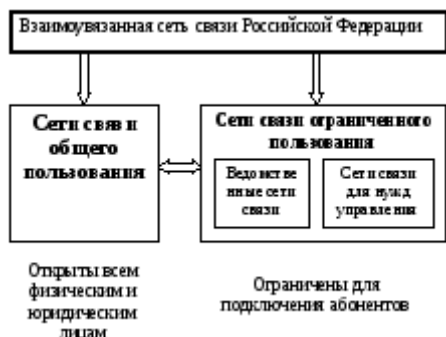 Взаимоувязанная сеть связи Российской Федерации
Сети связи
общего
пользования
Сети связи ограниченного
пользования
Ведомстве
нные сети
связи
Сети связи
для нужд
управления
Открыты всем
физическим и
юридическим
лицам
Ограничены для
подключения абонентов